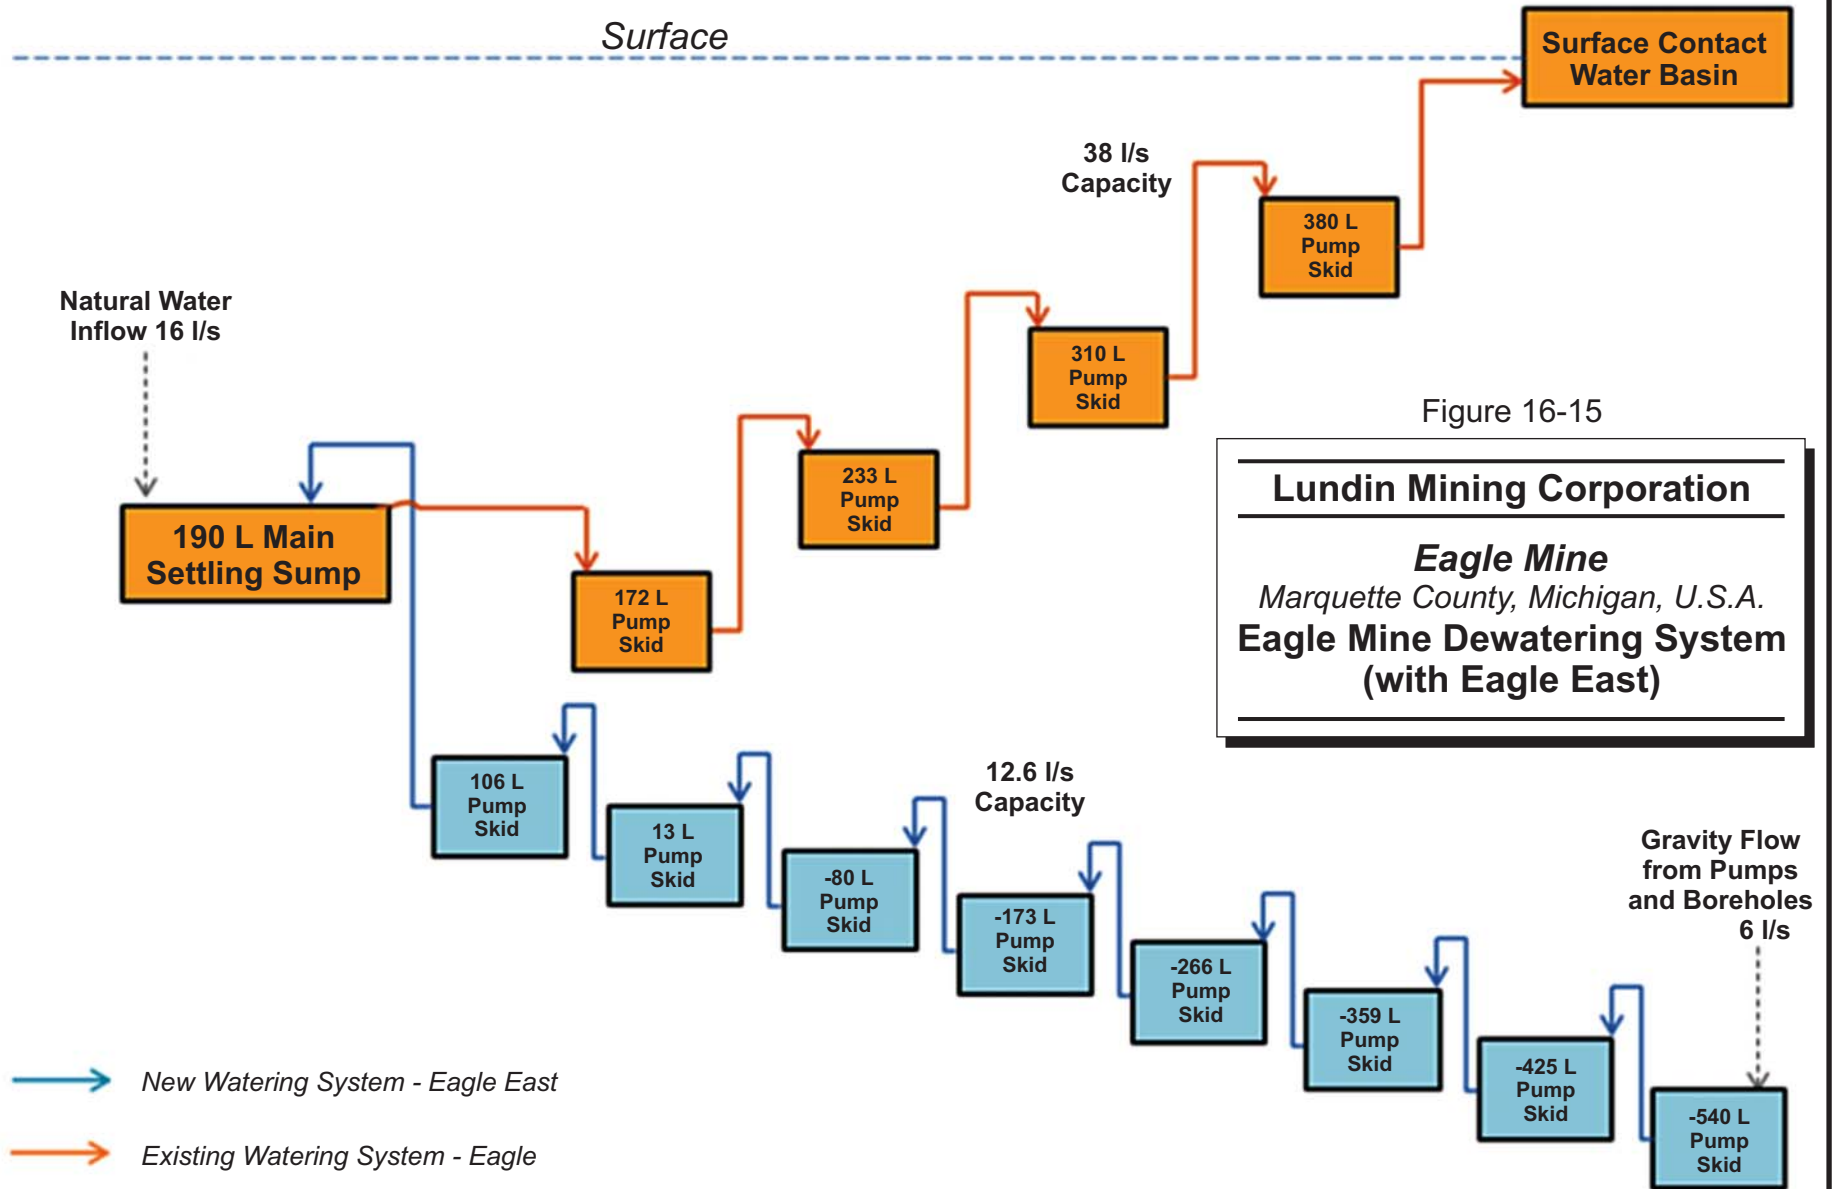 Surface
Surface Contact
Water Basin
38 l/s
Capacity
380 L
Pump
Skid
Natural Water
Inflow 16 l/s
310 L
Pump
Skid
Figure 16-15
Lundin Mining Corporation
Eagle Mine
Marquette County, Michigan, U.S.A.
Eagle Mine Dewatering System
(with Eagle East)
233 L
Pump
Skid
190 L Main
Settling Sump
172 L
Pump
Skid
106 L
Pump
Skid
13 L
Pump
Skid
-80 L
Pump
Skid
12.6 l/s
Capacity
-173 L
Pump
Skid
-266 L
Pump
Skid
-359 L
Pump
Skid
-425 L
Pump
Skid
Gravity Flow
from Pumps
and Boreholes
6 l/s
-540 L
Pump
Skid
New Watering System - Eagle East
Existing Watering System - Eagle